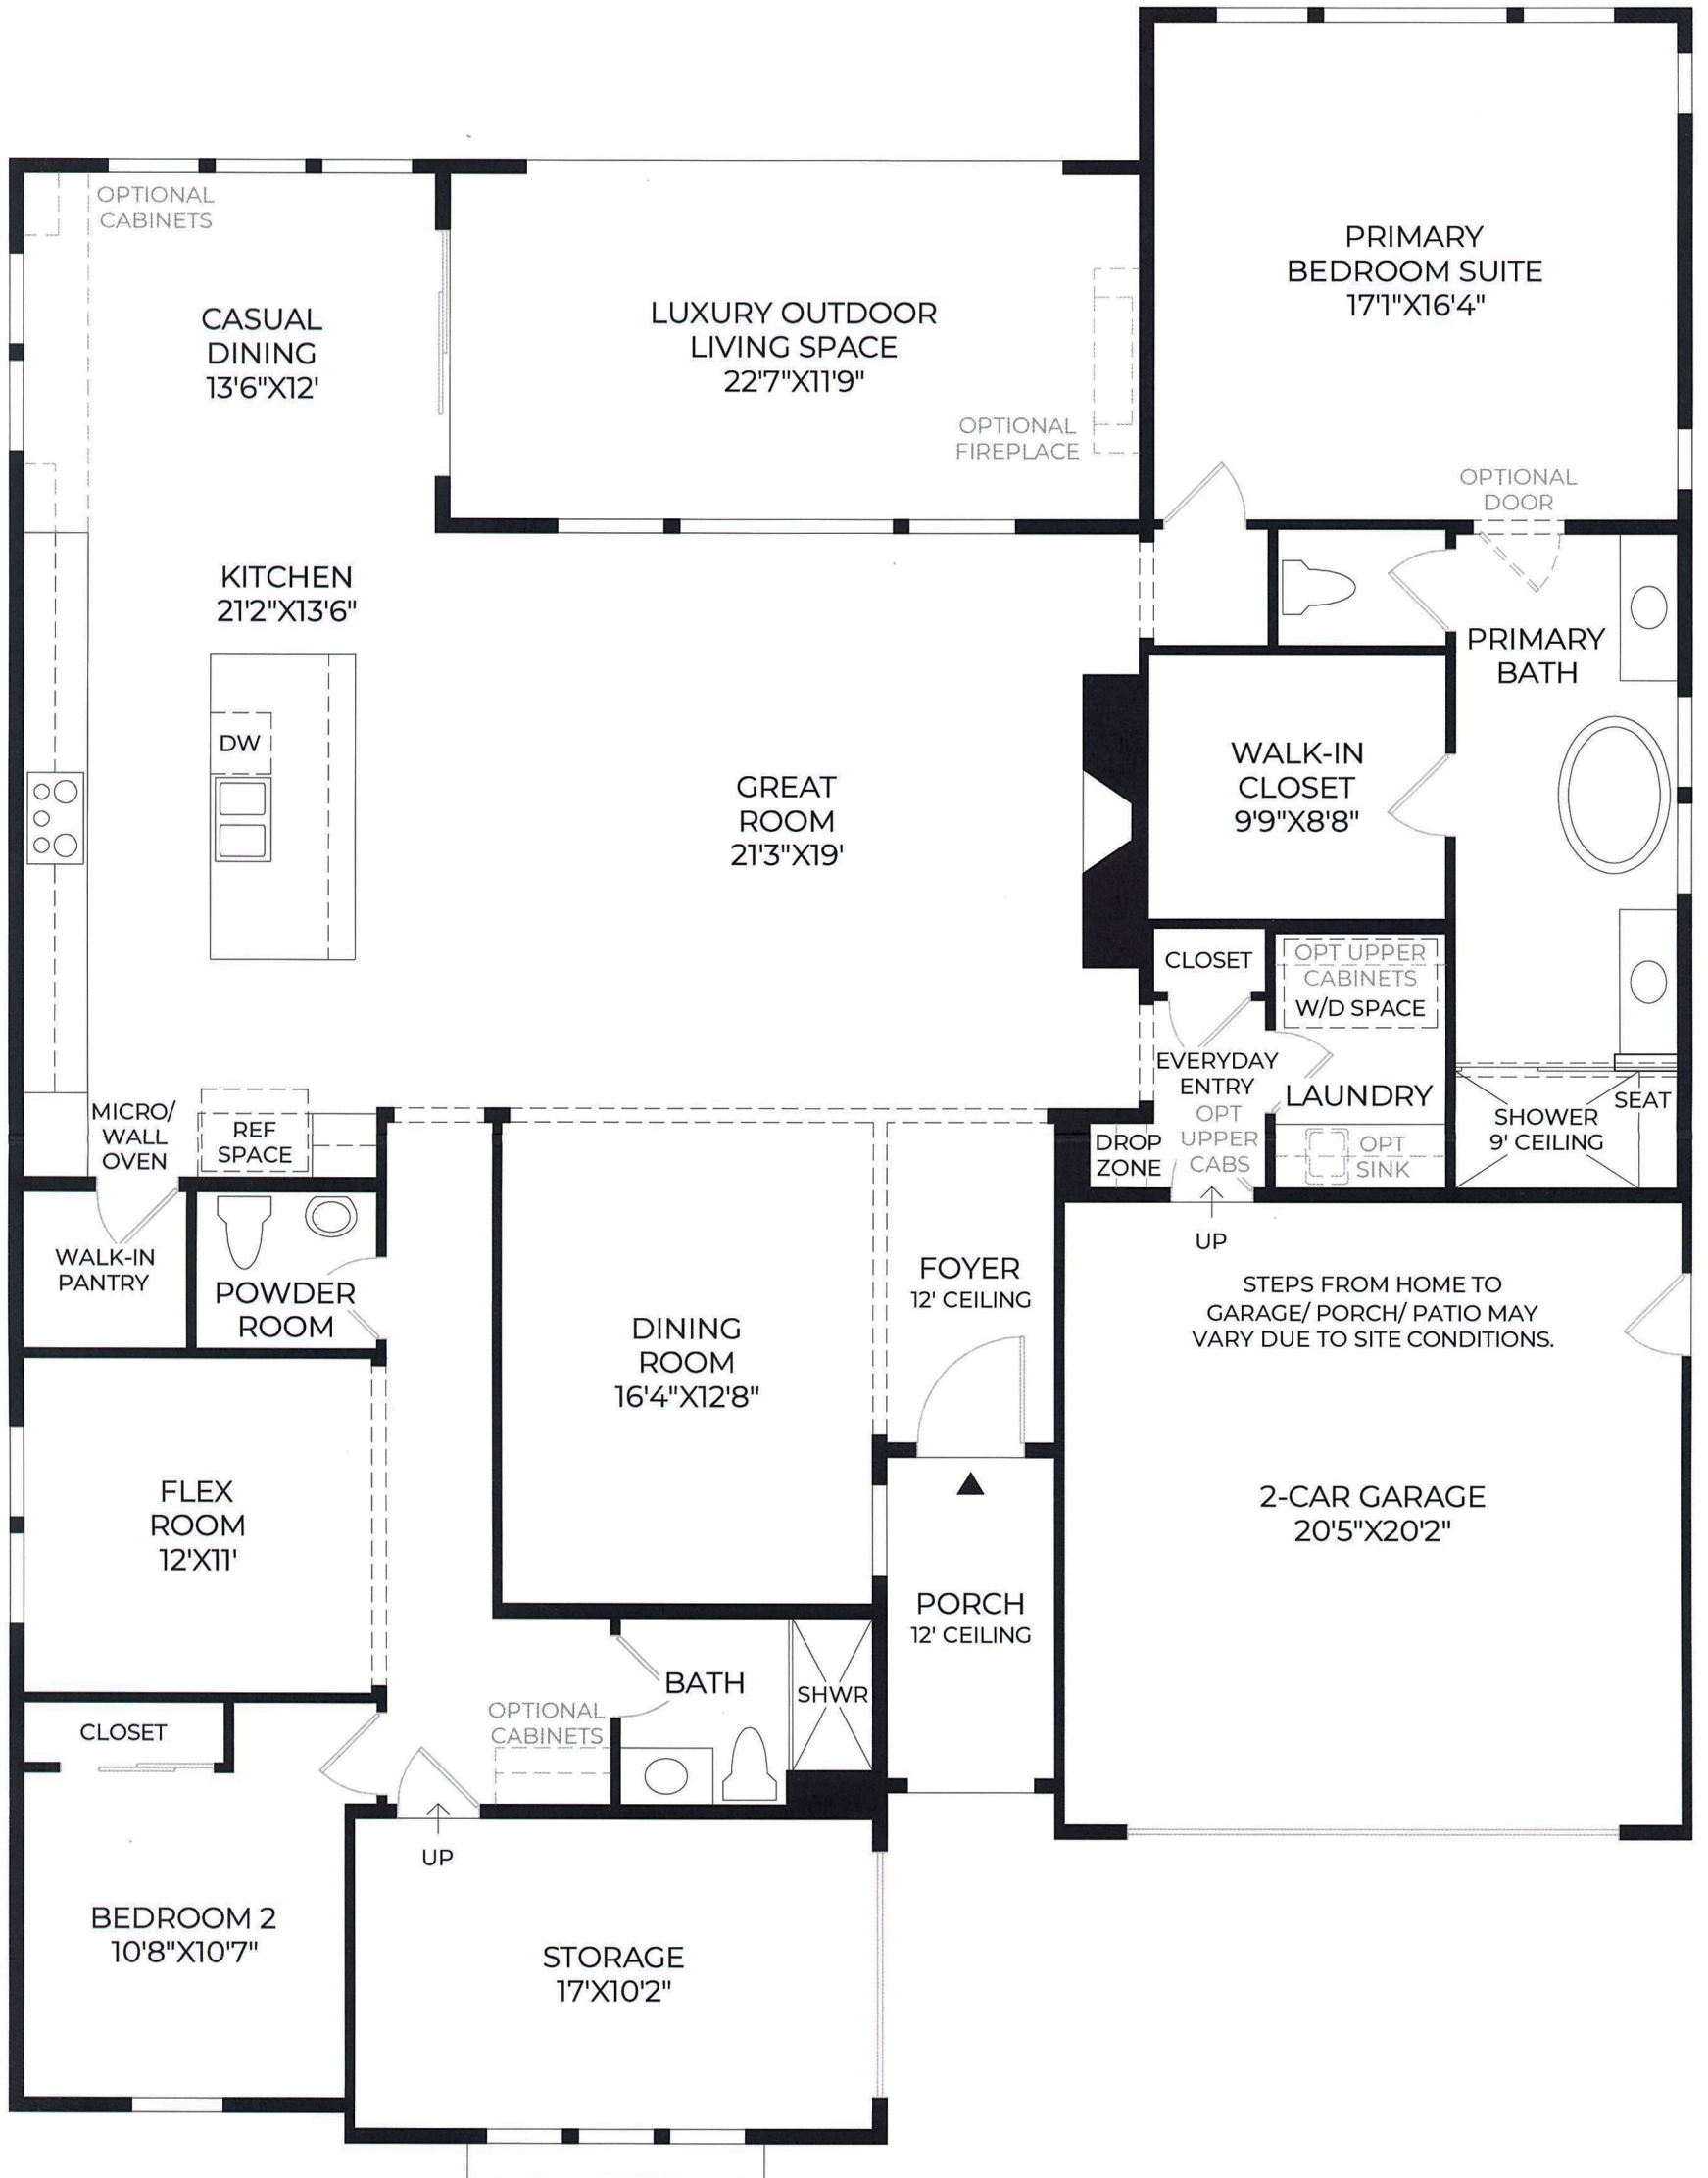 OPTIONAL
CABINETS
CASUAL
DINING
13'6"X12'
LUXURY OUTDOOR
LIVING SPACE
22'7"X11'9"
OPTIONAL
FIREPLACE
PRIMARY
BEDROOM SUITE
17'1"X16'4"
OPTIONAL
DOOR
KITCHEN
21'2"X13'6"
DW
GREAT
ROOM
21'3"X19'
PRIMARY
BATH
WALK-IN
CLOSET
9'9"X8'8"
CLOSET
OPT UPPER
CABINETS
W/D SPACE
EVERYDAY
ENTRY
OPT
UPPER
CABS
LAUNDRY
OPT
SINK
SHOWER
9' CEILING
SEAT
DROP
ZONE
MICRO/
WALL
OVEN
REF
SPACE
WALK-IN
PANTRY
POWDER
ROOM
DINING
ROOM
16'4"X12'8"
FOYER
12' CEILING
UP
STEPS FROM HOME TO
GARAGE/ PORCH/ PATIO MAY
VARY DUE TO SITE CONDITIONS.
FLEX
ROOM
12'X11'
2-CAR GARAGE
20'5"X20'2"
PORCH
12' CEILING
CLOSET
OPTIONAL
CABINETS
BATH
SHWR
UP
BEDROOM 2
10'8"X10'7"
STORAGE
17'X10'2"